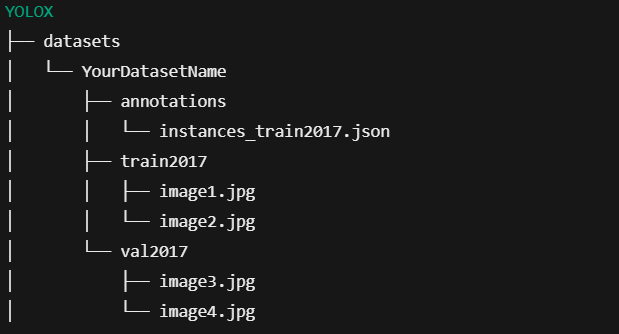 YOLOX
├── datasets
│   └── YourDatasetName
│       ├── annotations
│       │   └── instances_train2017.json
│       ├── train2017
│       │   ├── image1.jpg
│       │   └── image2.jpg
│       └── val2017
│           ├── image3.jpg
│           └── image4.jpg